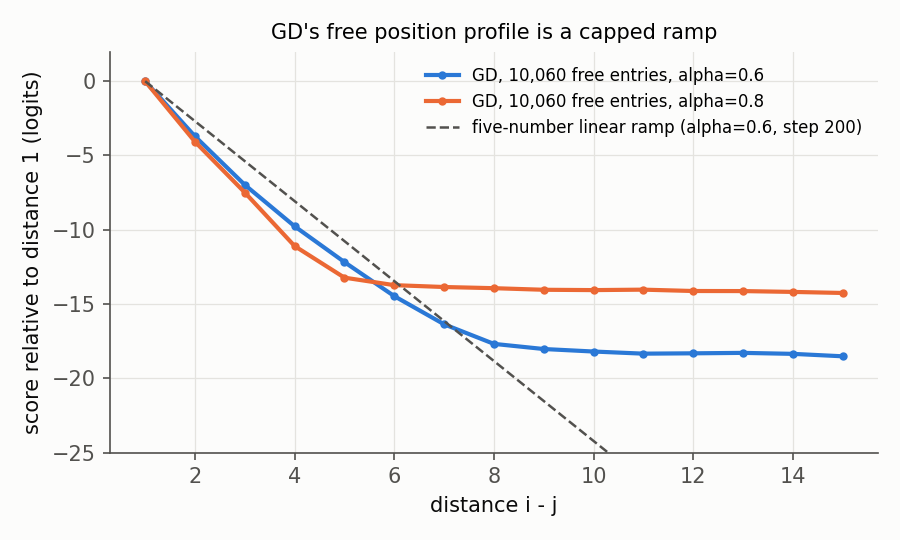 GD's free position profile is a capped ramp
GD, 10,060 free entries, alpha=0.6
GD, 10,060 free entries, alpha=0.8
five-number linear ramp (alpha=0.6, step 200)
score relative to distance 1 (logits)
0
−5
−10
−15
−20
−25
2 4 6 8 10 12 14
distance i - j